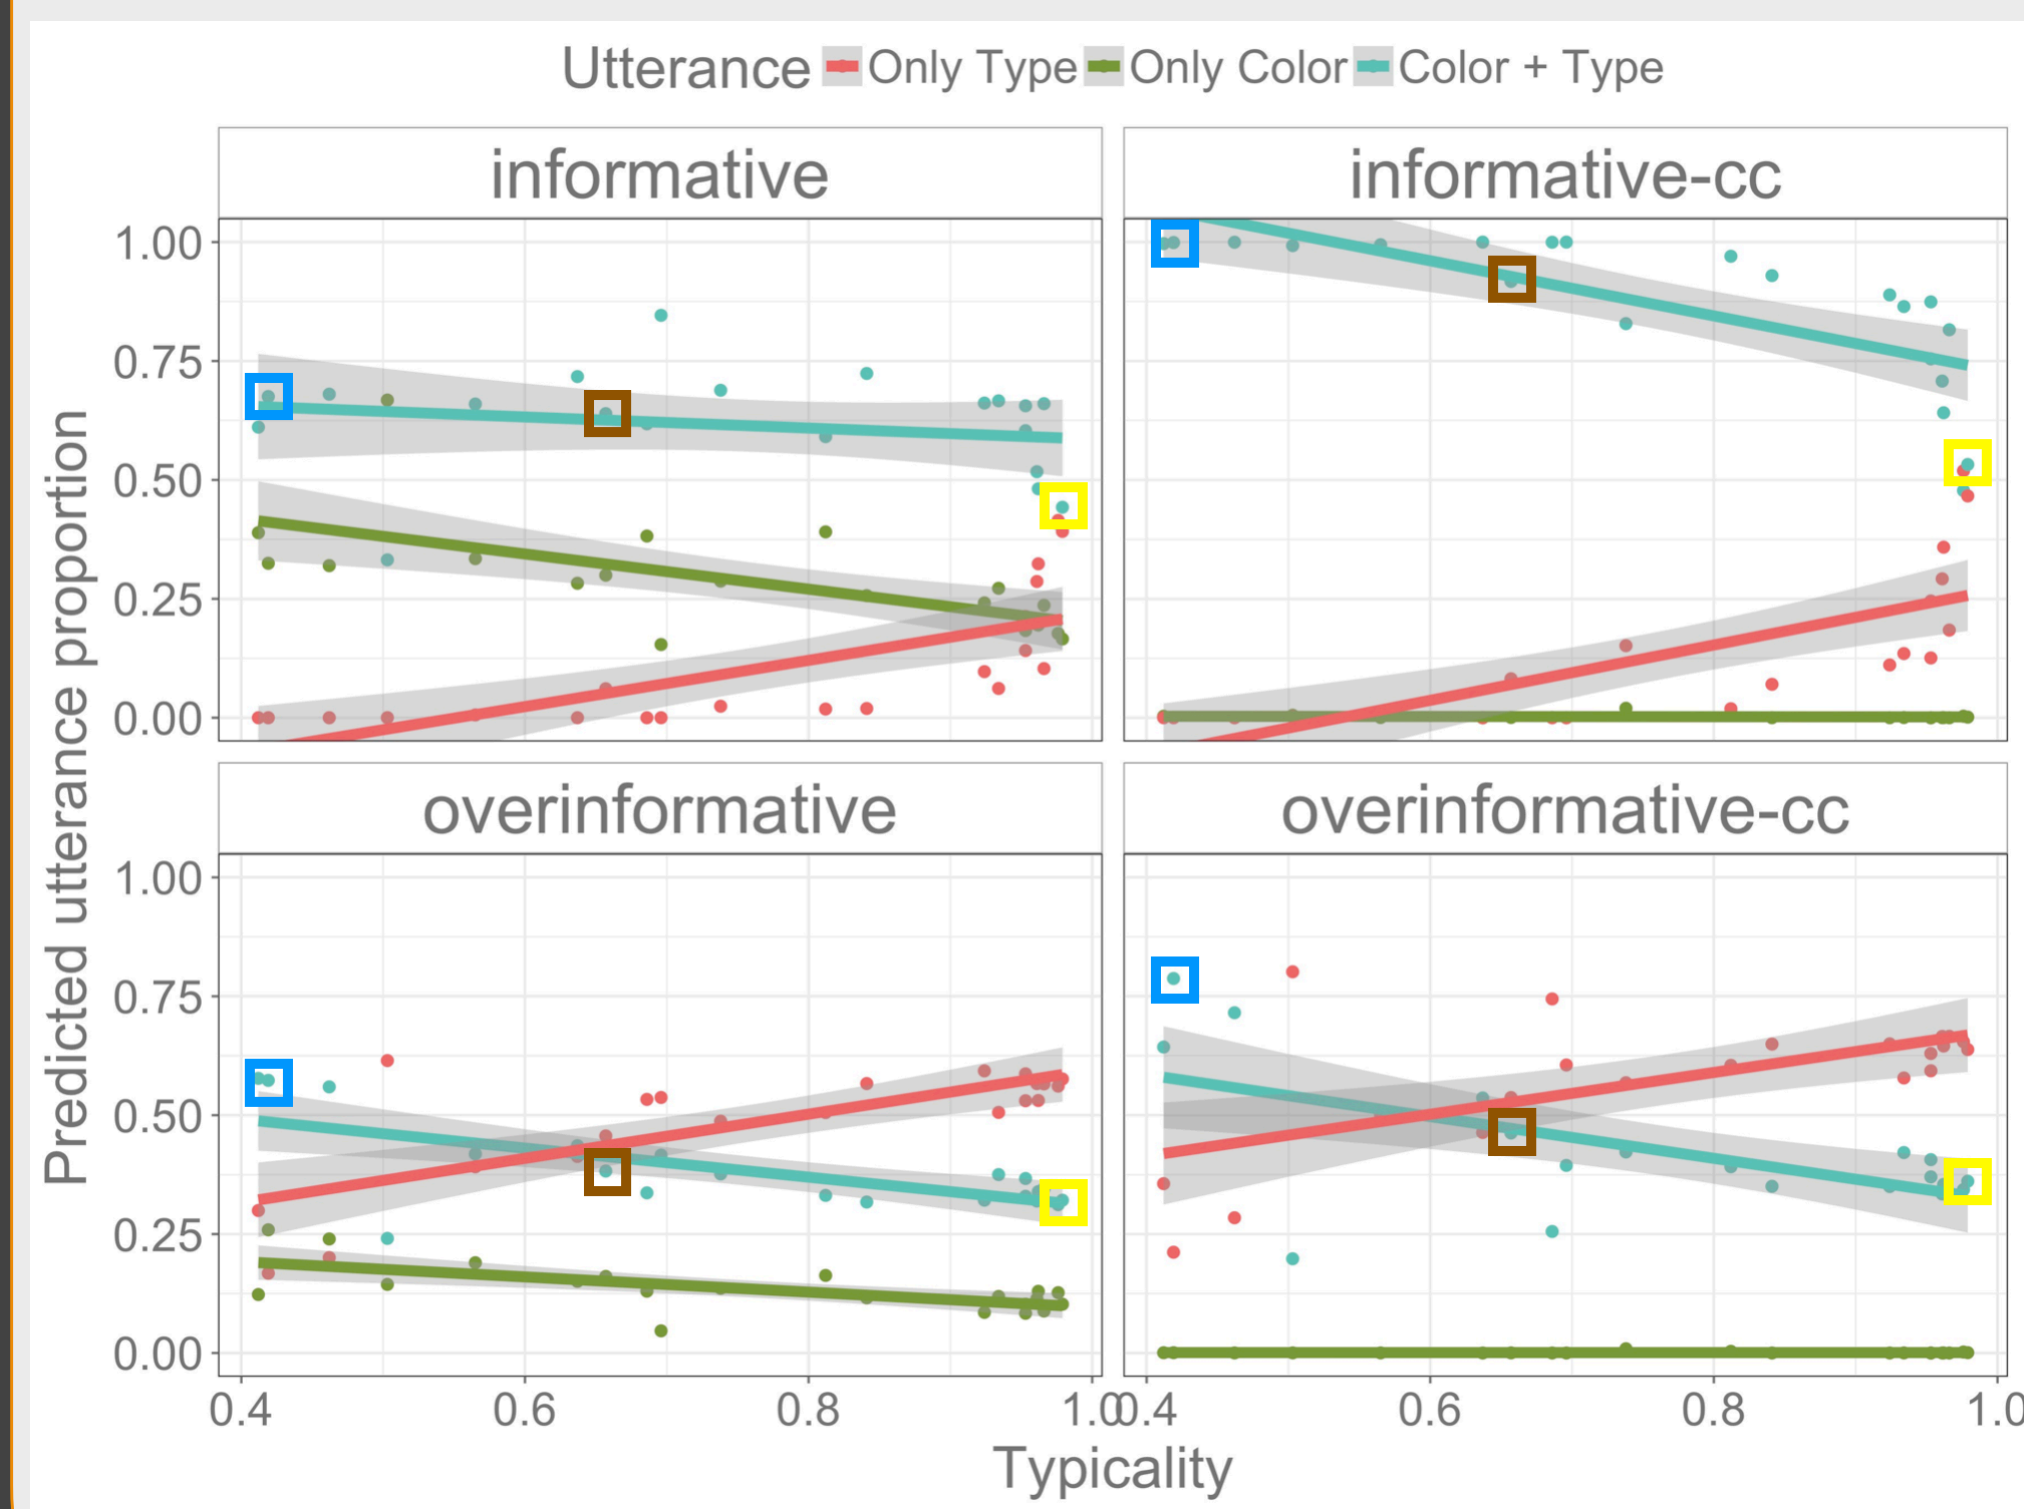 Utterance Only Type Only Color Color + Type
informative
informative-cc
1.00
0.75
0.50
0.25
0.00
overinformative
overinformative-cc
1.00
0.75
0.50
0.25
0.00
0.4 0.6 0.8 1.0
0.4 0.6 0.8 1.0
Typicality
Predicted utterance proportion